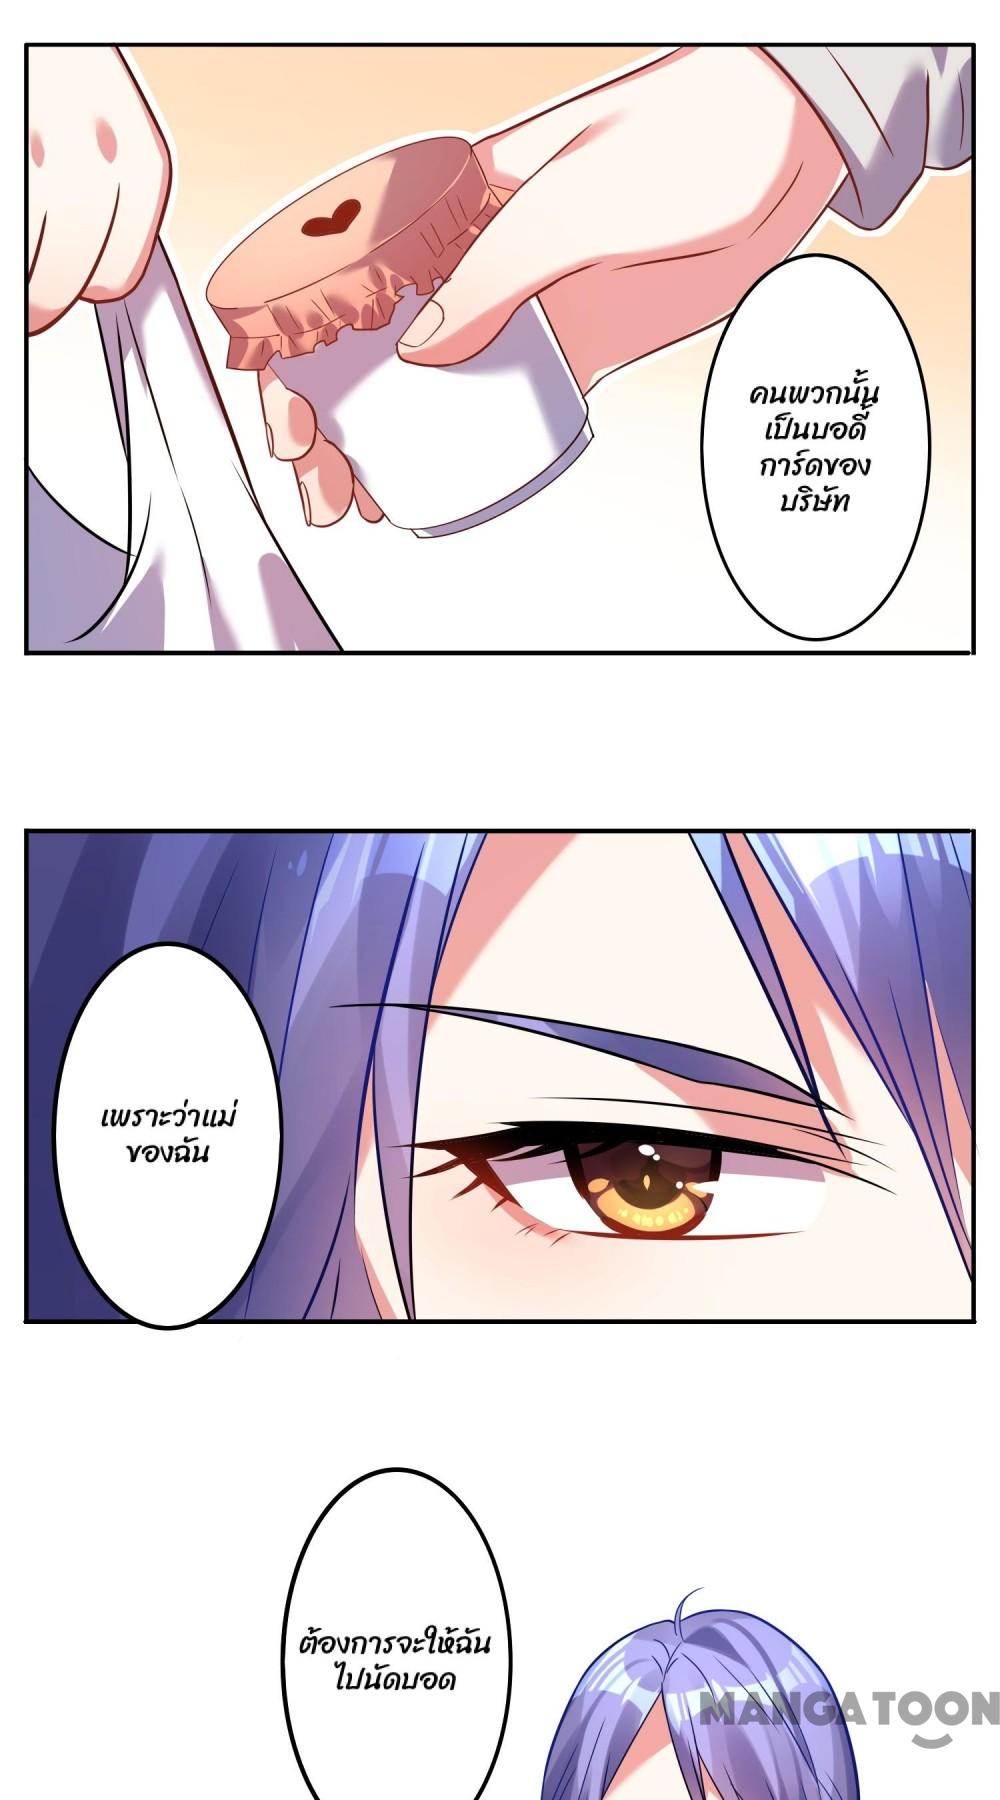 คนพวกนั้น
เป็นบอดี้
การ์ดของ
บริษัท
เพราะว่าแม่
ของฉัน
ต้องการจะให้ฉัน
ไปนัดบอด
MANGATOON